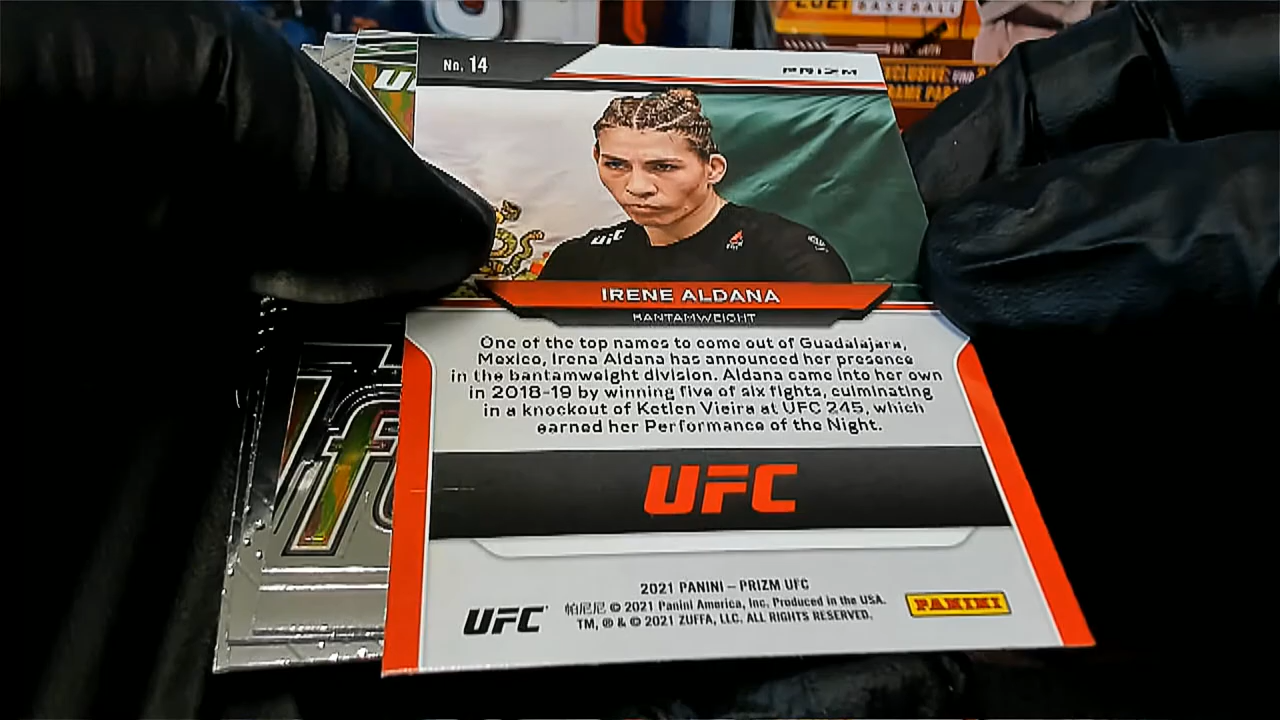 2021 BASEBALL
EXCLUSIVE:
No. 14
PRIZM
UFC
IRENE ALDANA
BANTAMWEIGHT
One of the top names to come out of Guadalajara,
Mexico, Irena Aldana has announced her presence
in the bantamweight division. Aldana came into her own
in 2018-19 by winning five of six fights, culminating
in a knockout of Ketlen Vieira at UFC 245, which
earned her Performance of the Night.
UFC
2021 PANINI – PRIZM UFC
帕尼尼 © 2021 Panini America, Inc. Produced in the USA.
TM, ® & © 2021 ZUFFA, LLC. ALL RIGHTS RESERVED.
UFC
PANINI